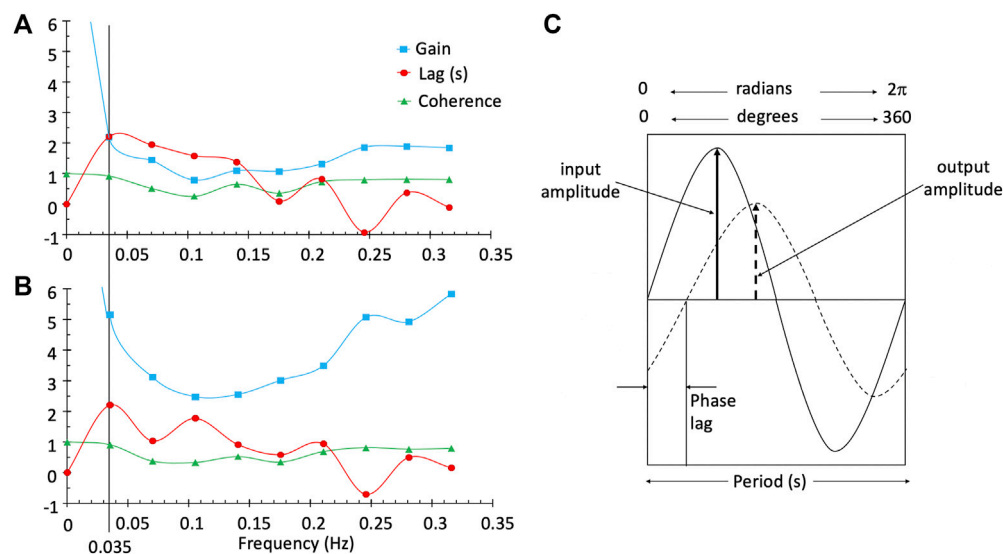 A
6
5
4
3
2
1
0
-1
0 0.05 0.1 0.15 0.2 0.25 0.3 0.35
Gain
Lag (s)
Coherence
B
6
5
4
3
2
1
0
-1
0 0.05 0.1 0.15 0.2 0.25 0.3 0.35
0.035
Frequency (Hz)
C
0 radians 2π
0 degrees 360
input
amplitude
output
amplitude
Phase
lag
Period (s)